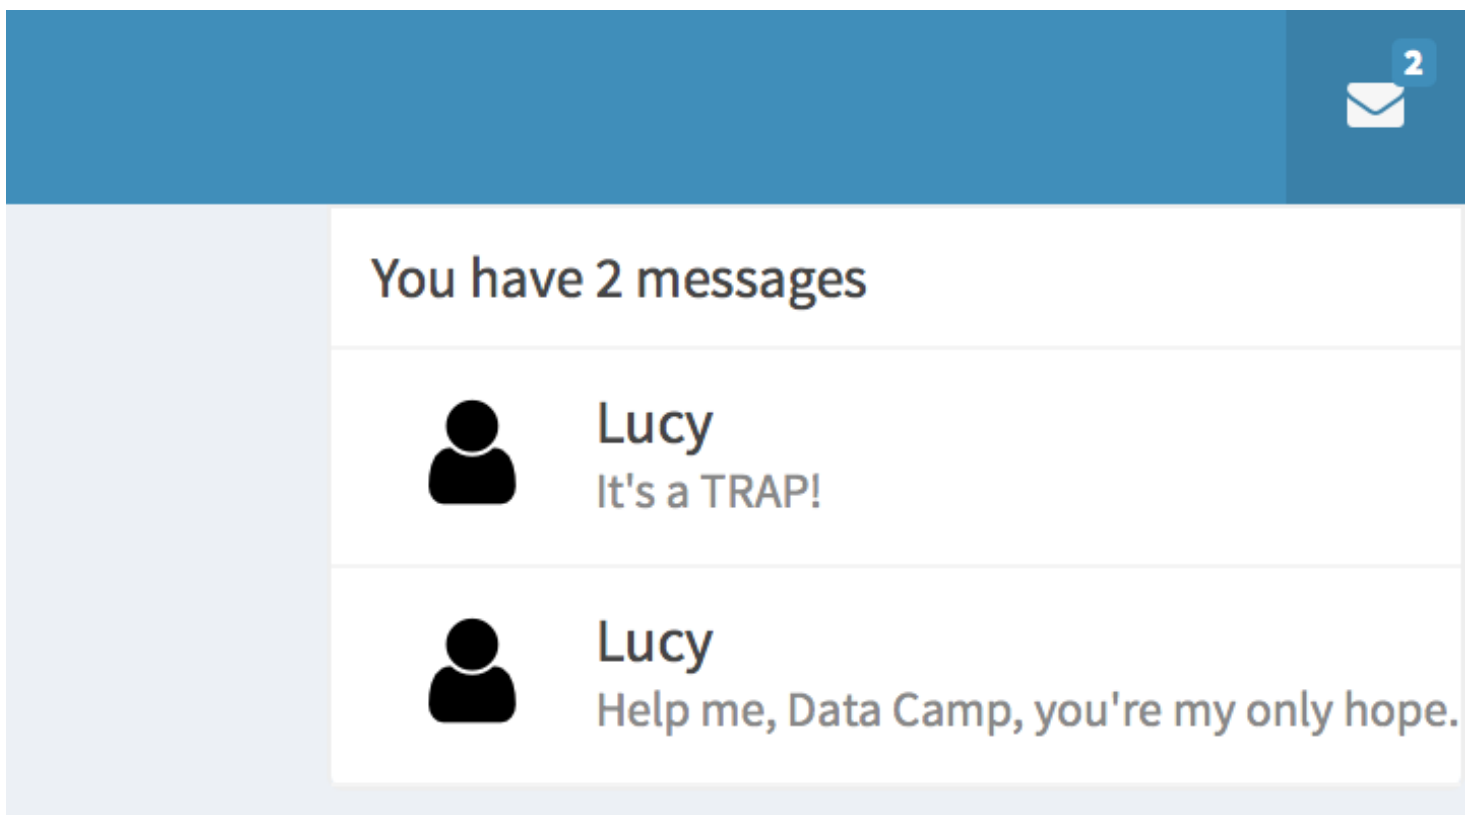 2
You have 2 messages
Lucy
It's a TRAP!
Lucy
Help me, Data Camp, you're my only hope.